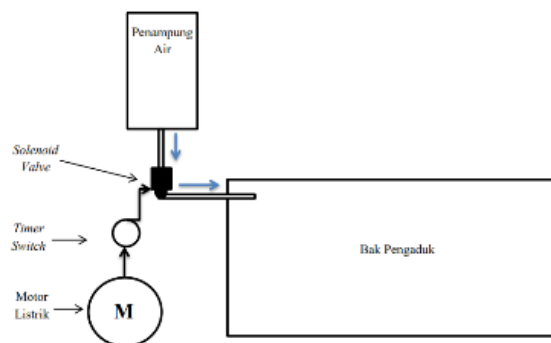 Penampung
Air
Solenoid
Valve
Timer
Switch
Bak Pengaduk
Motor
Listrik
M